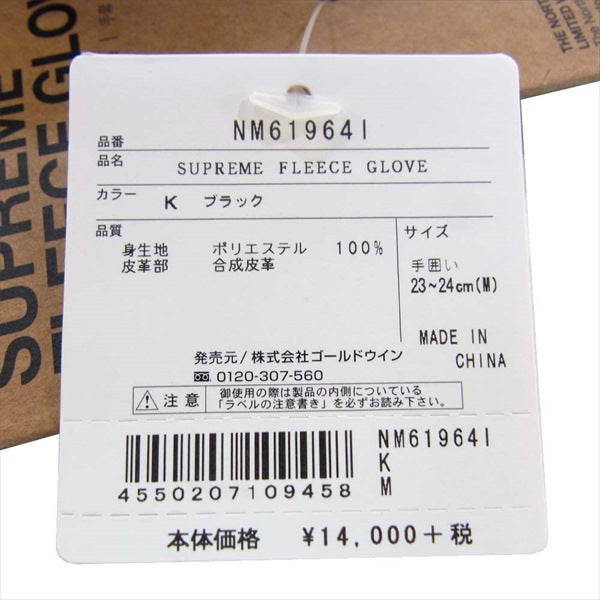 SUPREME
FLEECE GLOVE
THE NORTH
LIMITED
The North
品番 NM61964I
品名 SUPREME FLEECE GLOVE
カラー K ブラック
品質
身生地 ポリエステル 100%
皮革部 合成皮革
サイズ
手囲い
23~24cm(M)
MADE IN
CHINA
発売元/株式会社ゴールドウイン
0120-307-560
注意 御使用の際は製品の内側についている
「ラベルの注意書き」を必ずお読み下さい。
NM61964I
K
M
4550207109458
本体価格 ¥14,000+税